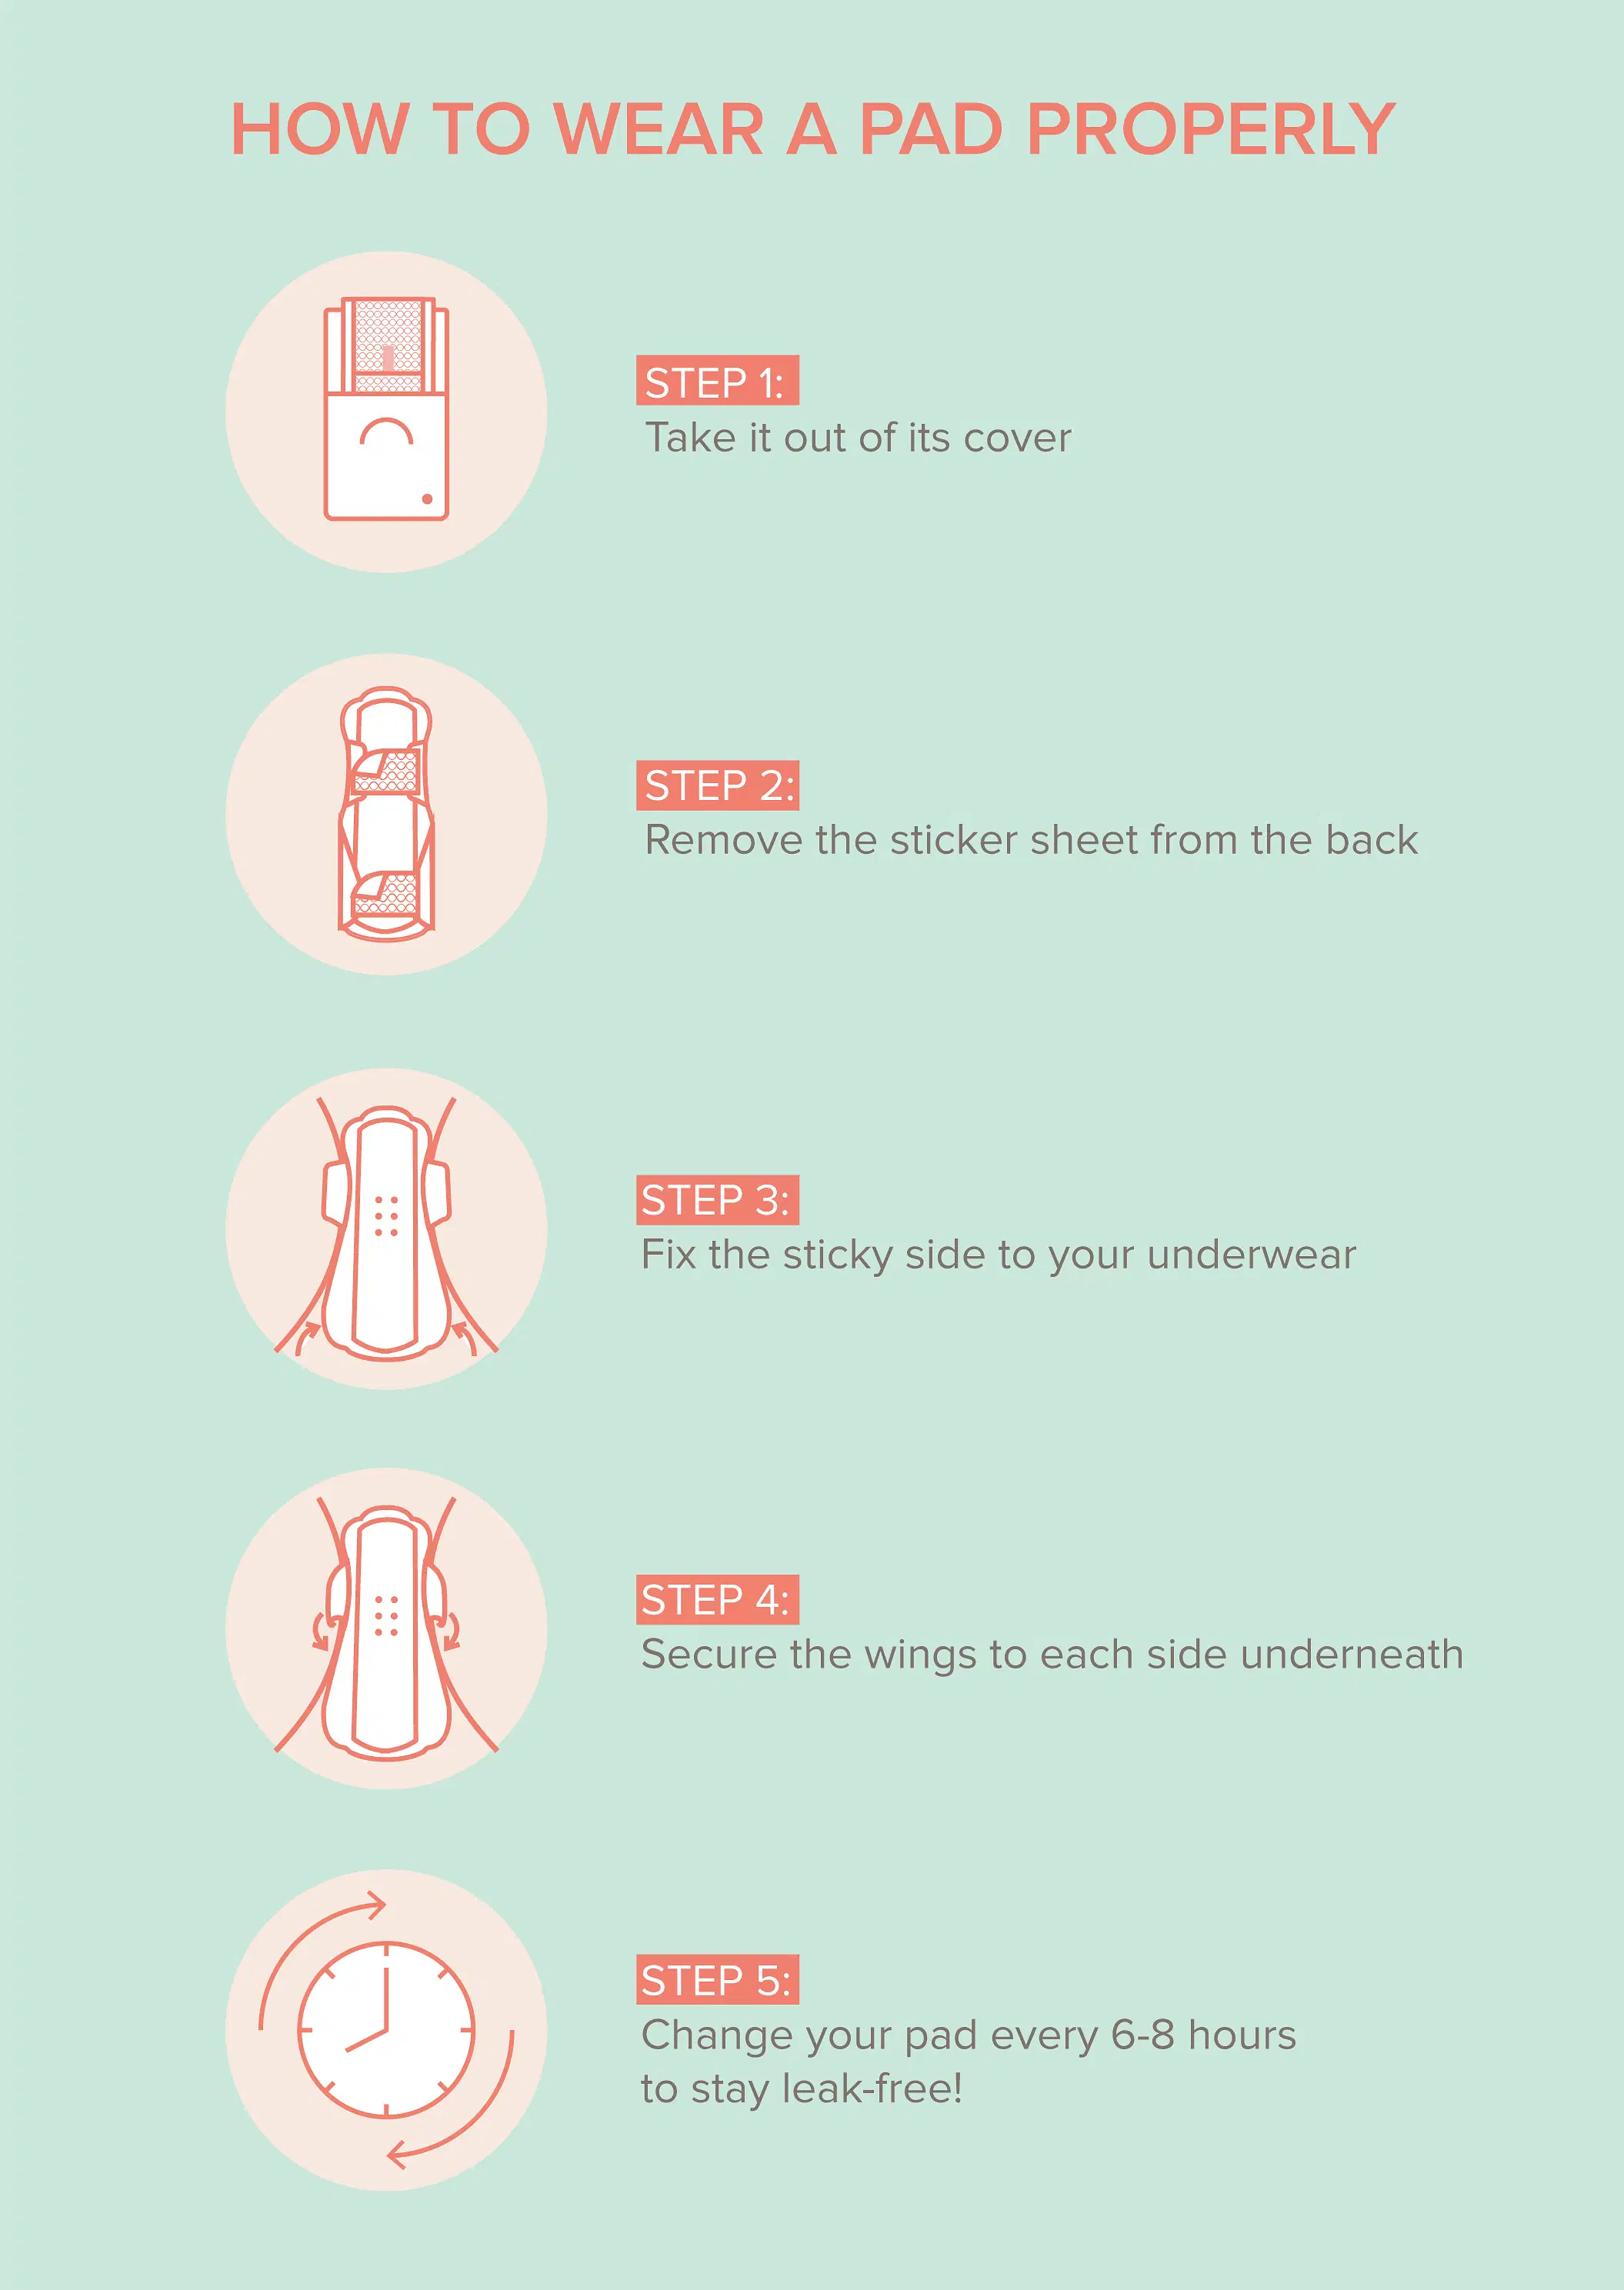 HOW TO WEAR A PAD PROPERLY
STEP 1:
Take it out of its cover
STEP 2:
Remove the sticker sheet from the back
STEP 3:
Fix the sticky side to your underwear
STEP 4:
Secure the wings to each side underneath
STEP 5:
Change your pad every 6-8 hours
to stay leak-free!